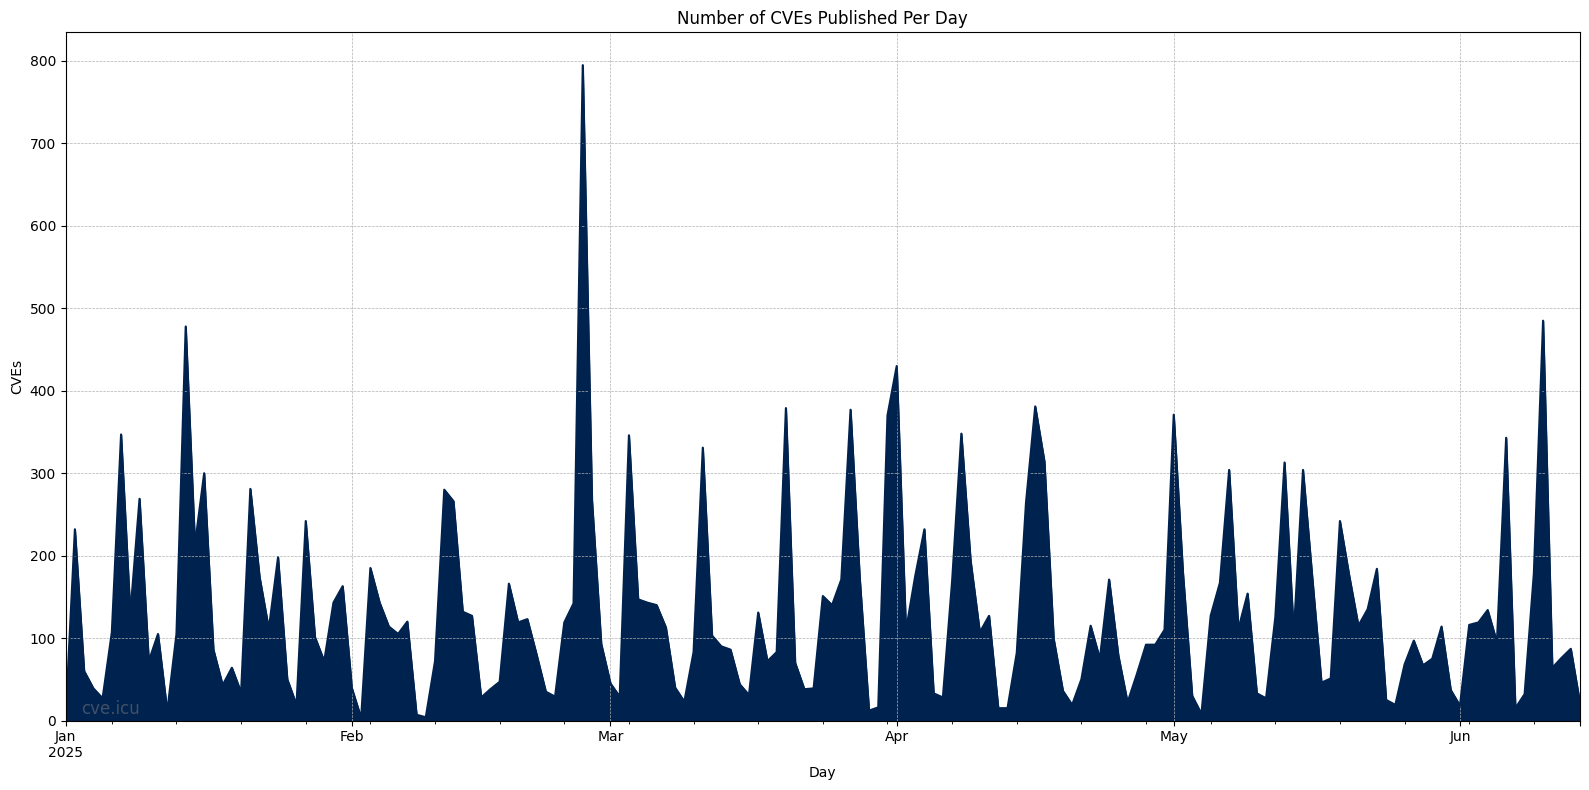 Number of CVEs Published Per Day
CVEs
800
700
600
500
400
300
200
100
0
cve.icu
Jan
2025
Feb
Mar
Apr
May
Jun
Day